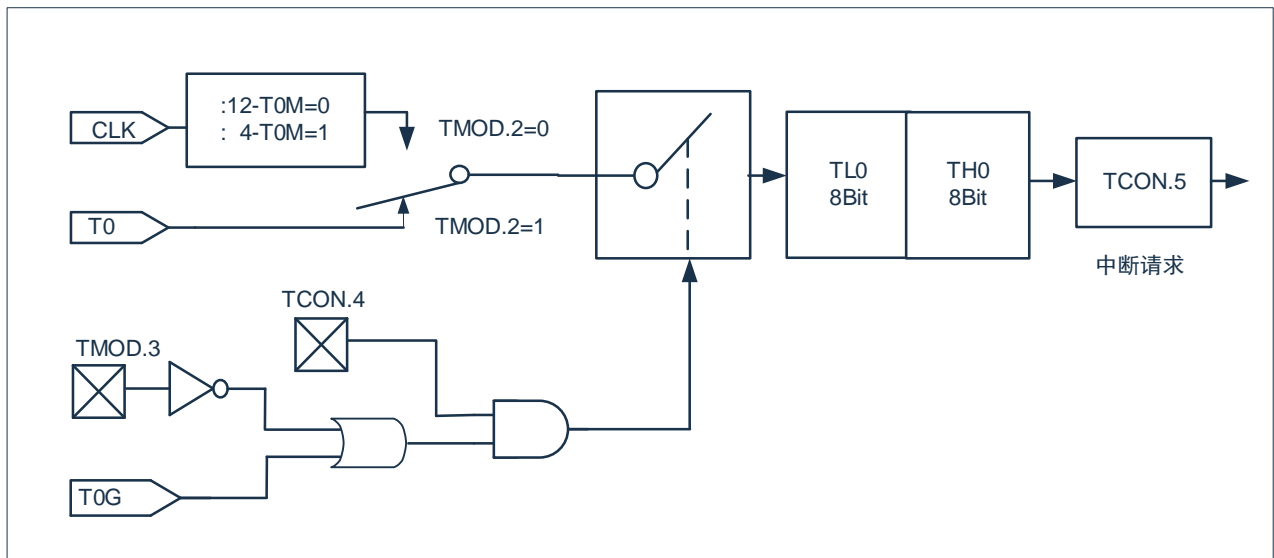 :12-T0M=0
: 4-T0M=1
CLK
TMOD.2=0
T0
TMOD.2=1
TL0
8Bit
TH0
8Bit
TCON.5
中断请求
TCON.4
TMOD.3
T0G